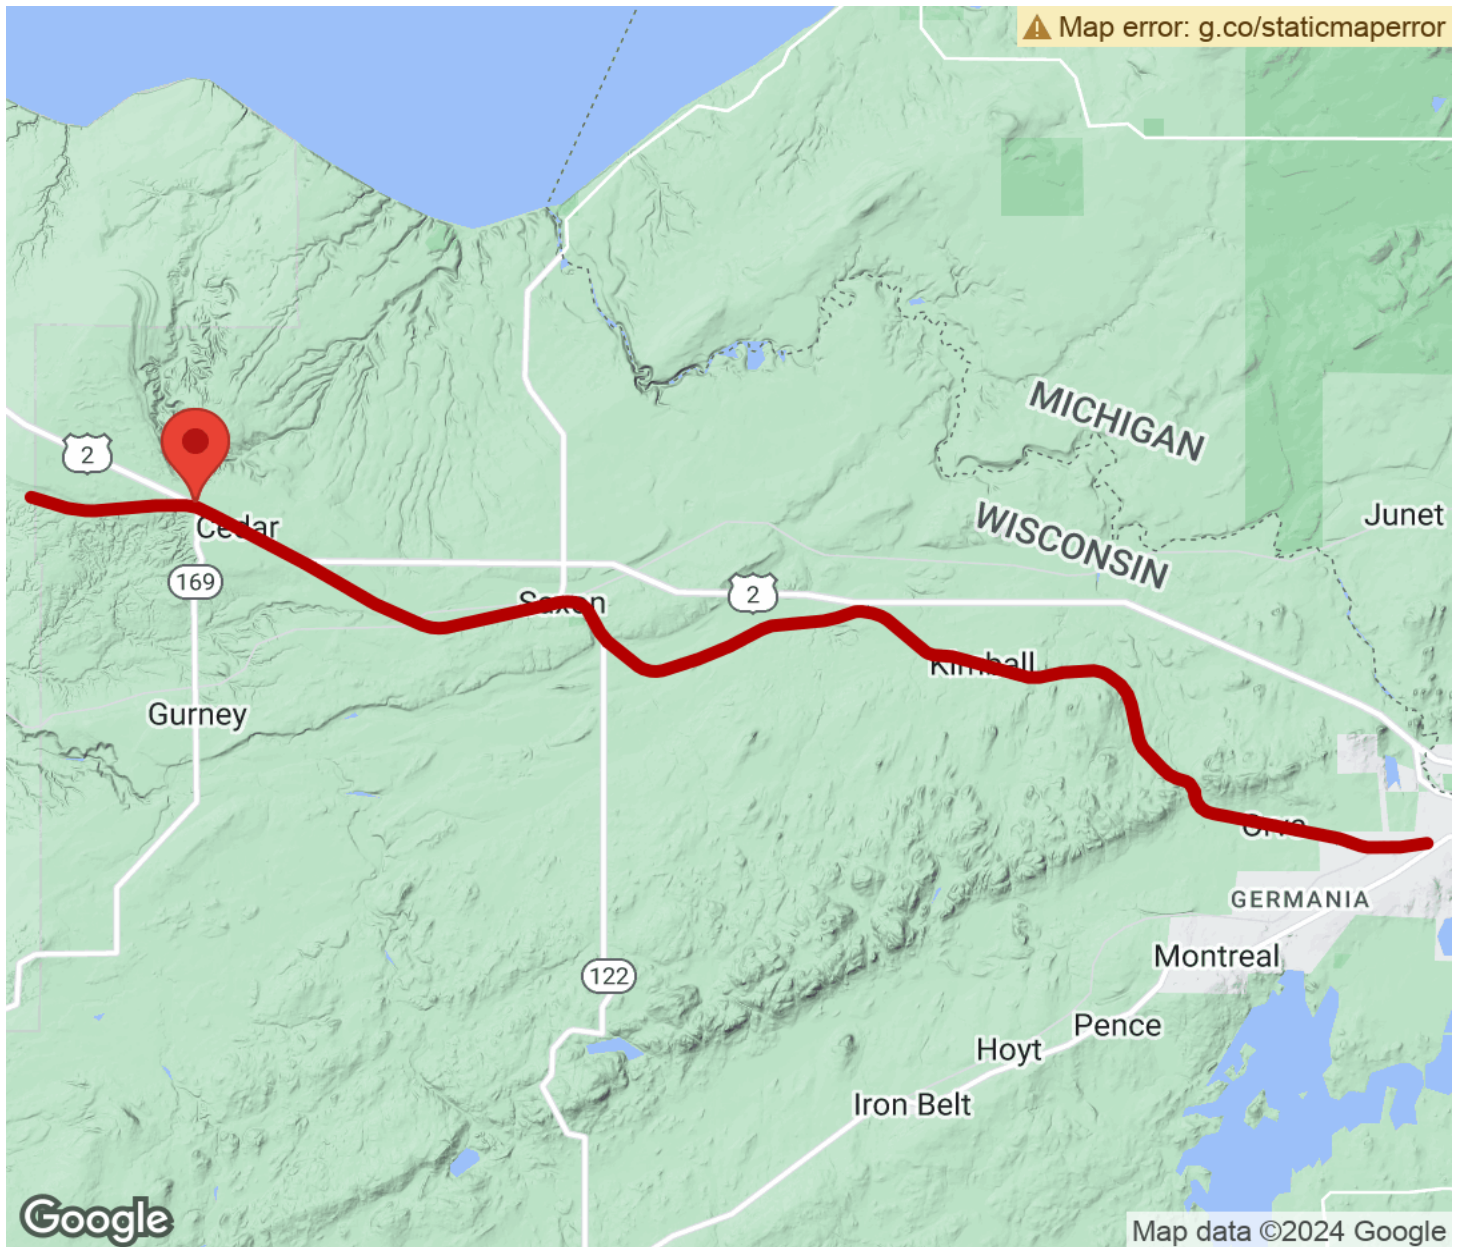 Map error: g.co/staticmaperror
MICHIGAN
2
WISCONSIN
Junet
Cedar
169
2
Saxon
Kimball
Gurney
GERMANIA
Montreal
122
Pence
Hoyt
Iron Belt
Google
Map data ©2024 Google